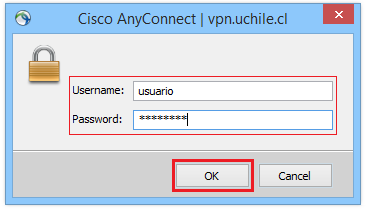 Cisco AnyConnect | vpn.uchile.cl
Username: usuario
Password: ********
OK Cancel